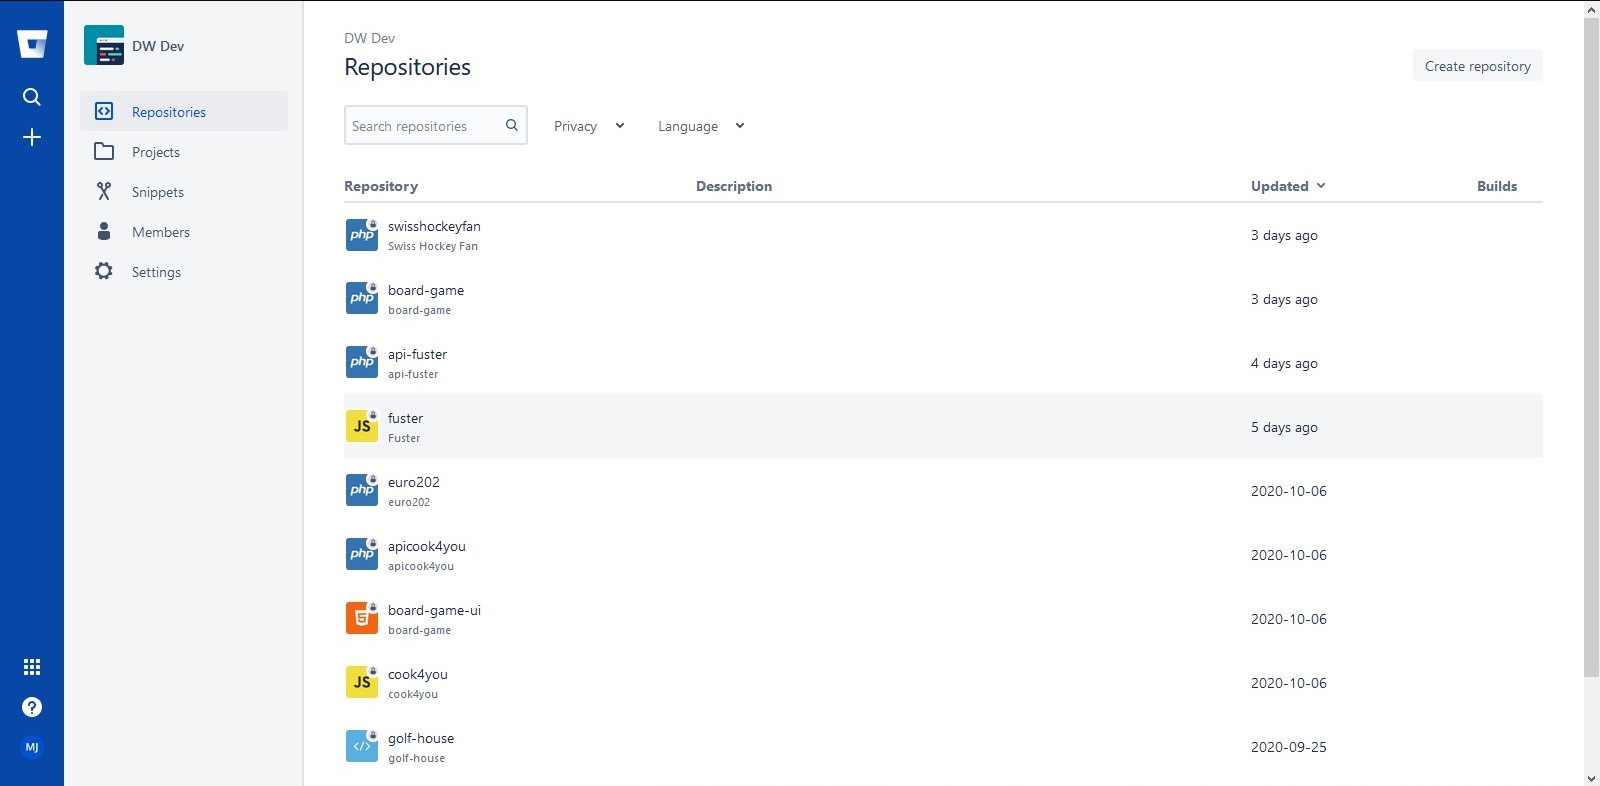 DW Dev
Repositories
Projects
Snippets
Members
Settings
MJ
DW Dev
Repositories
Create repository
Search repositories
Privacy
Language
Repository Description Updated Builds
php swisshockeyfan
Swiss Hockey Fan
3 days ago
php board-game
board-game
3 days ago
php api-fuster
api-fuster
4 days ago
JS fuster
Fuster
5 days ago
php euro202
euro202
2020-10-06
php apicook4you
apicook4you
2020-10-06
5 board-game-ui
board-game
2020-10-06
JS cook4you
cook4you
2020-10-06
</> golf-house
golf-house
2020-09-25